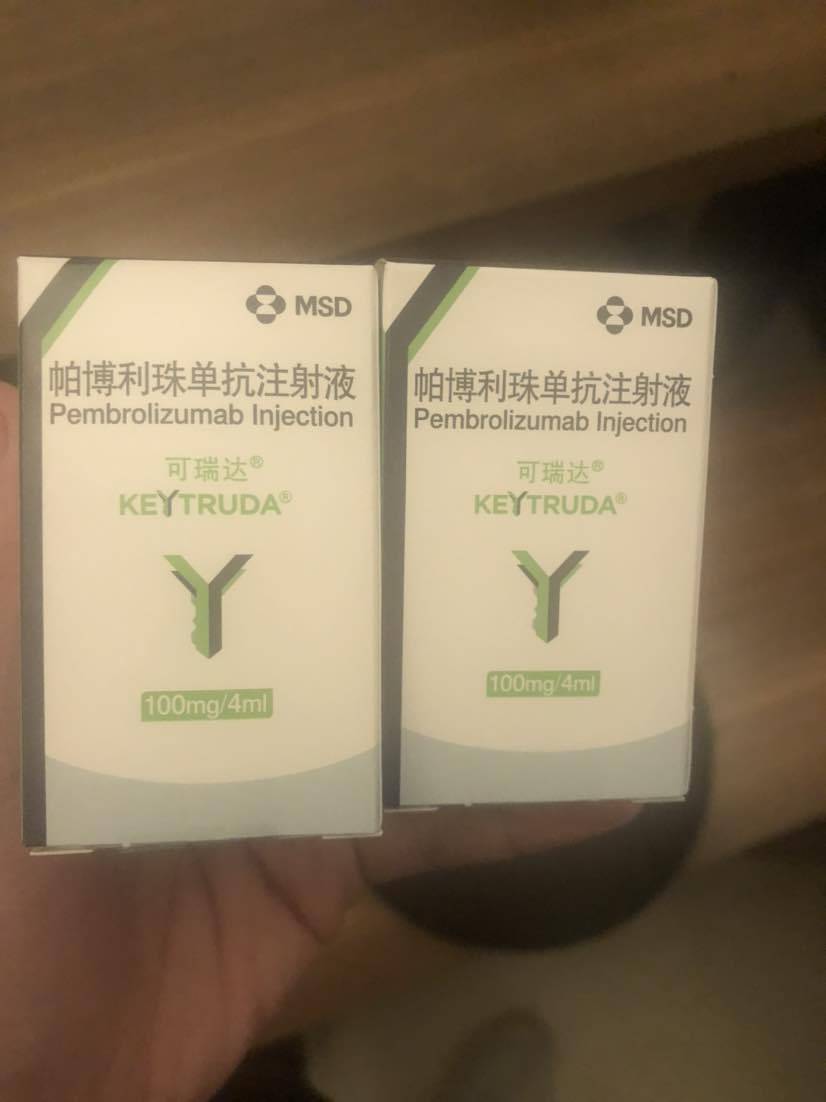 MSD
帕博利珠单抗注射液
Pembrolizumab Injection
可瑞达®
KEYTRUDA®
100mg/4ml
MSD
帕博利珠单抗注射液
Pembrolizumab Injection
可瑞达®
KEYTRUDA®
100mg/4ml